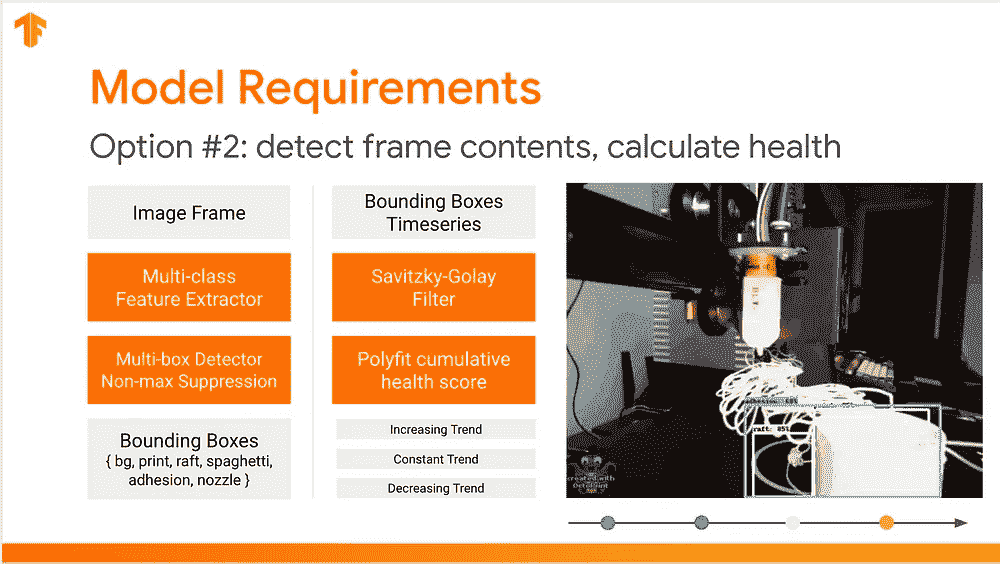 Model Requirements
Option #2: detect frame contents, calculate health
Image Frame
Multi-class
Feature Extractor
Multi-box Detector
Non-max Suppression
Bounding Boxes
{ bg, print, raft, spaghetti,
adhesion, nozzle }
Bounding Boxes
Timeseries
Savitzky-Golay
Filter
Polyfit cumulative
health score
Increasing Trend
Constant Trend
Decreasing Trend
raft: 85%
created with
OctoPrint